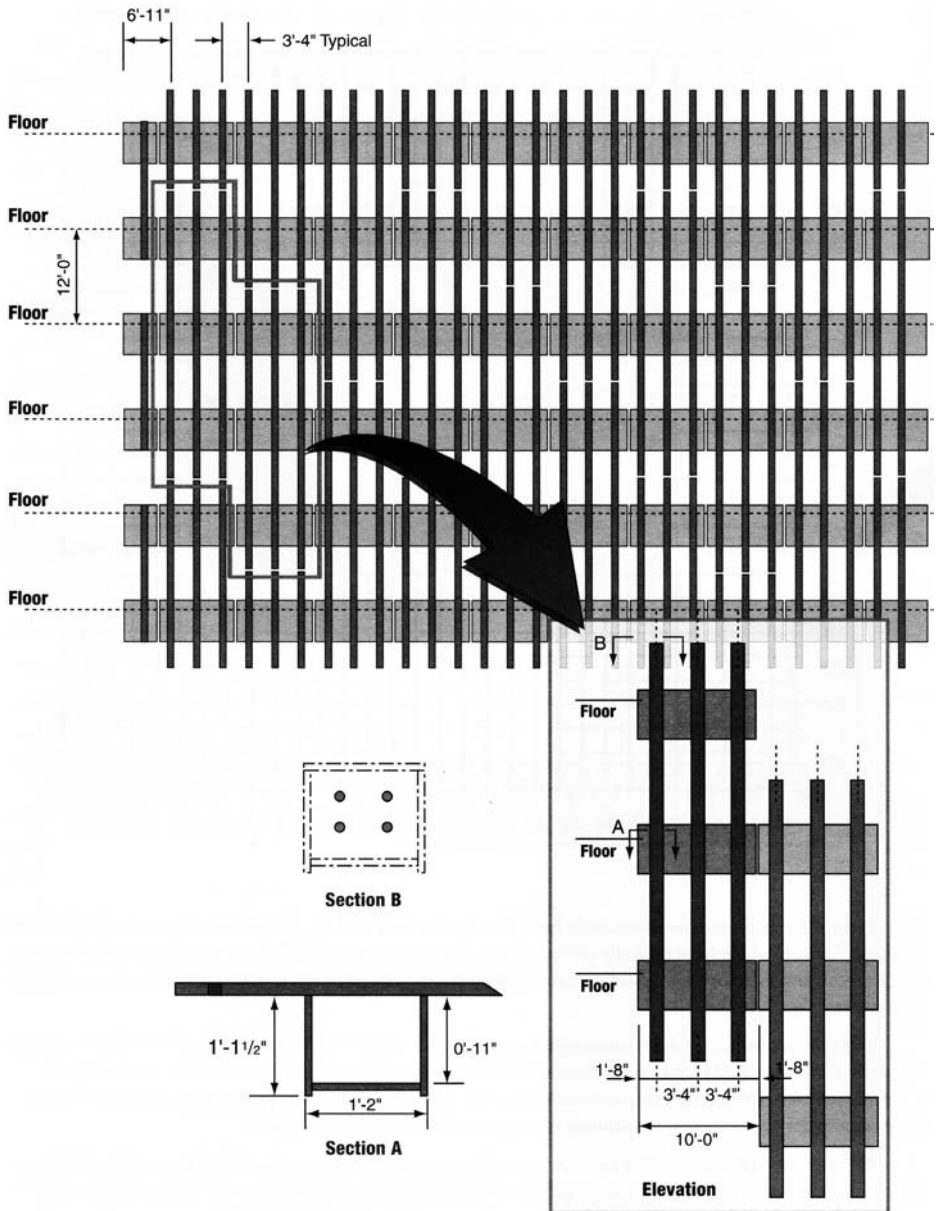 6'-11"
3'-4" Typical
Floor
Floor
12'-0"
Floor
Floor
Floor
Floor
B
Floor
A
Floor
Section B
Floor
1'-1 1/2"
0'-11"
1'-2"
Section A
1'-8"
1'-8"
3'-4" 3'-4"
10'-0"
Elevation